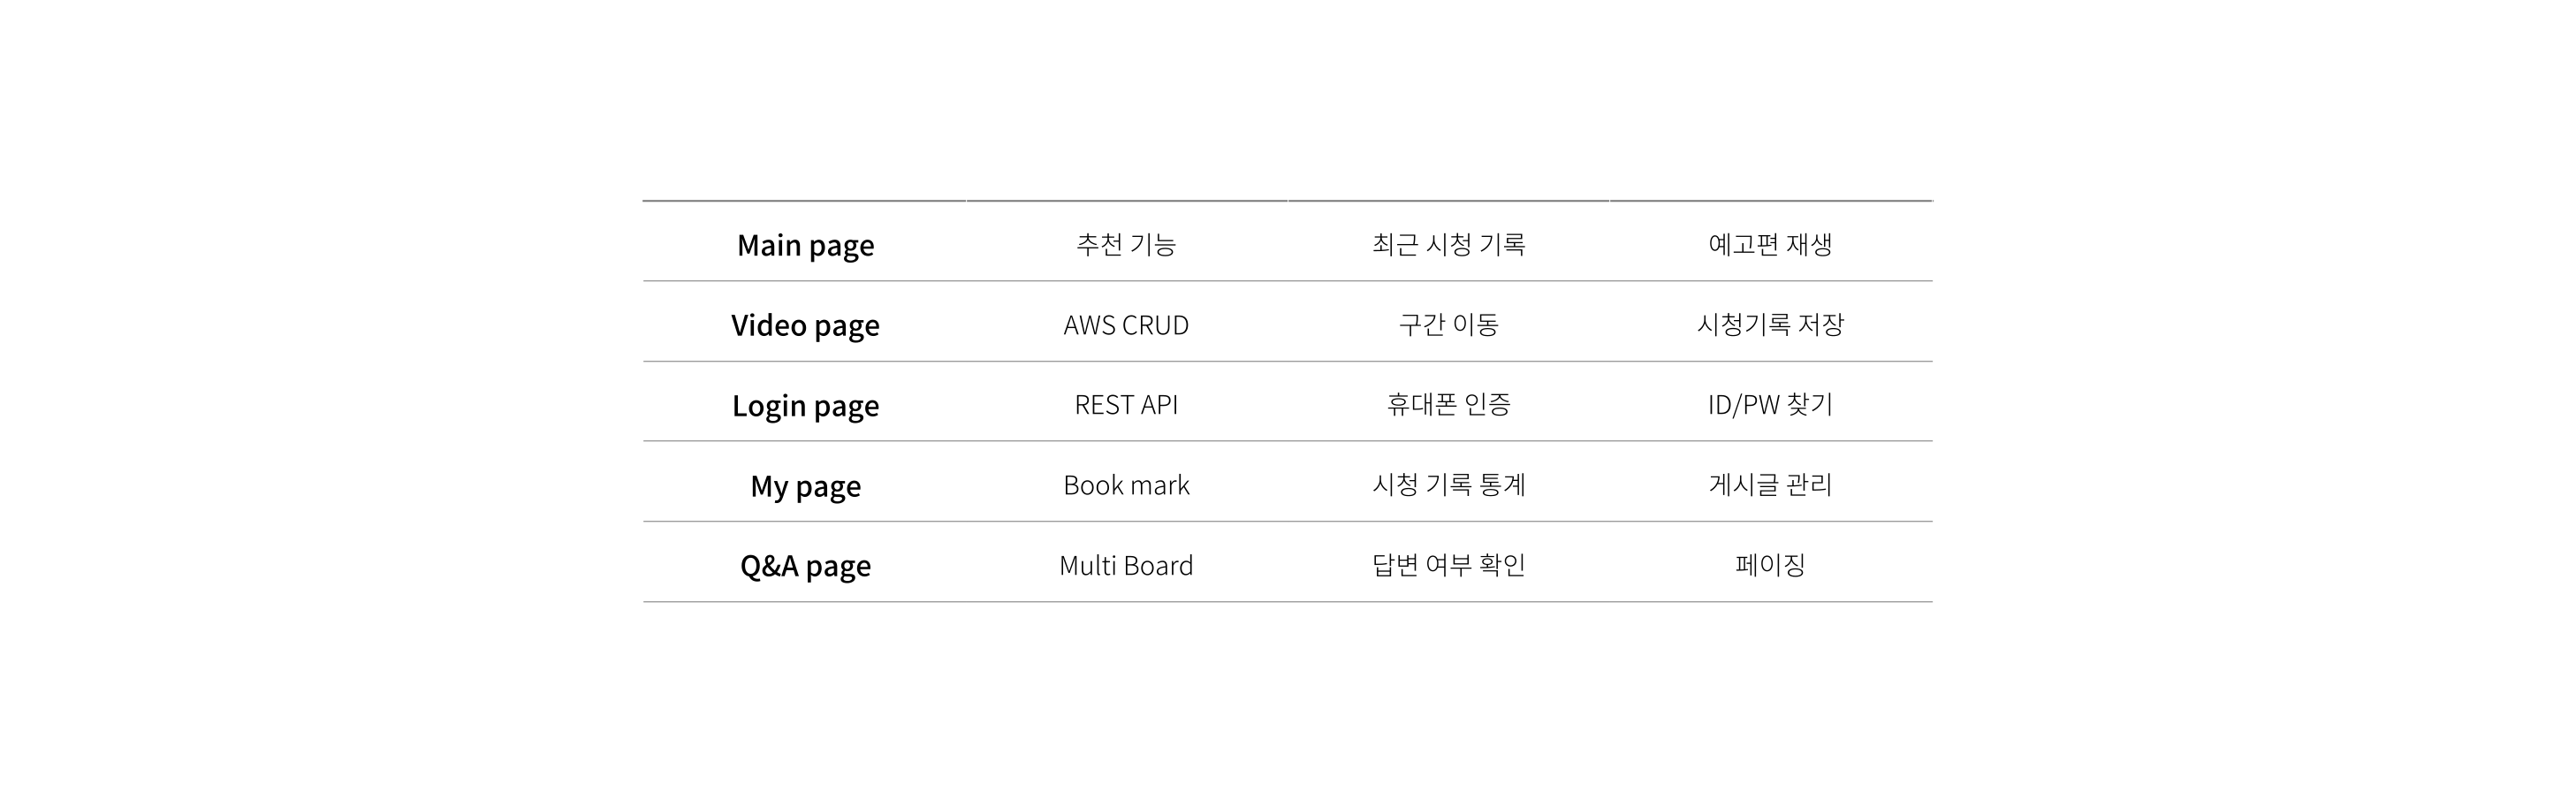 Main page 추천 기능 최근 시청 기록 예고편 재생
Video page AWS CRUD 구간 이동 시청기록 저장
Login page REST API 휴대폰 인증 ID/PW 찾기
My page Book mark 시청 기록 통계 게시글 관리
Q&A page Multi Board 답변 여부 확인 페이징